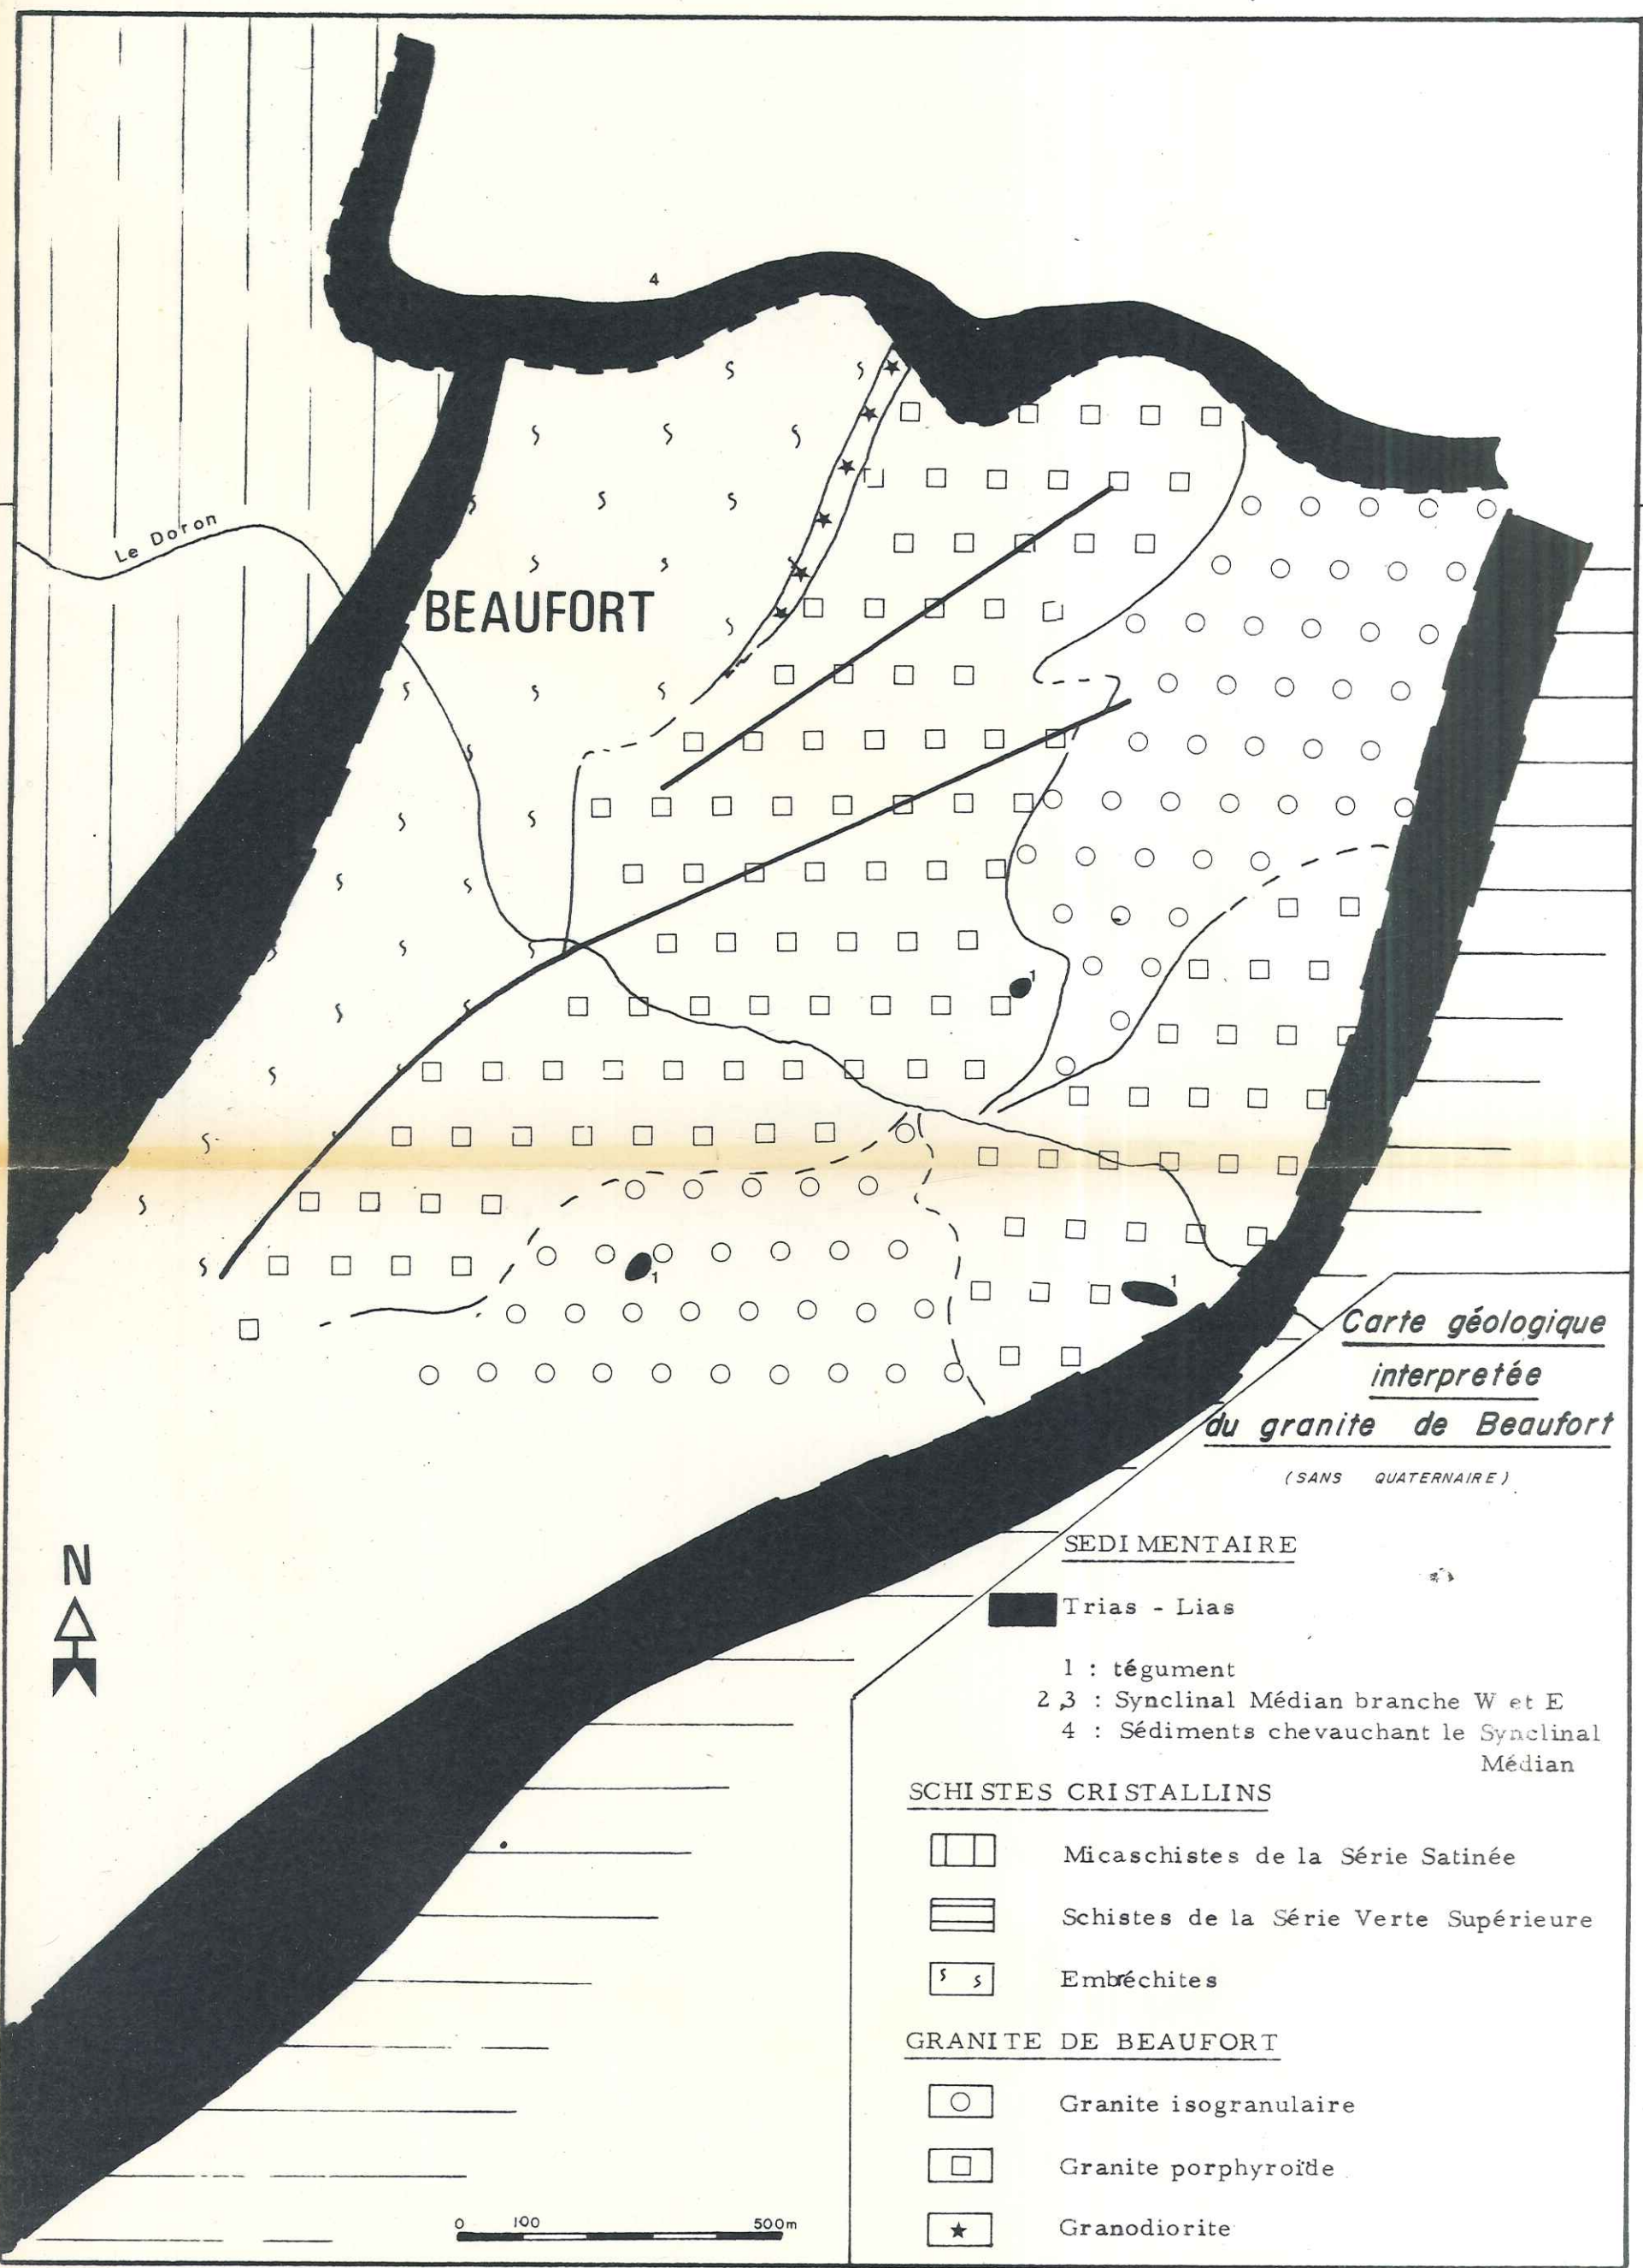 4
Le Doron
BEAUFORT
1
1
1
Carte géologique
interpretée
du granite de Beaufort
(SANS QUATERNAIRE)
N
SEDIMENTAIRE
Trias - Lias
1 : tégument
2,3 : Synclinal Médian branche W et E
4 : Sédiments chevauchant le Synclinal
Médian
SCHISTES CRISTALLINS
Micaschistes de la Série Satinée
Schistes de la Série Verte Supérieure
Embréchites
GRANITE DE BEAUFORT
Granite isogranulaire
Granite porphyroïde
Granodiorite
0 100 500m